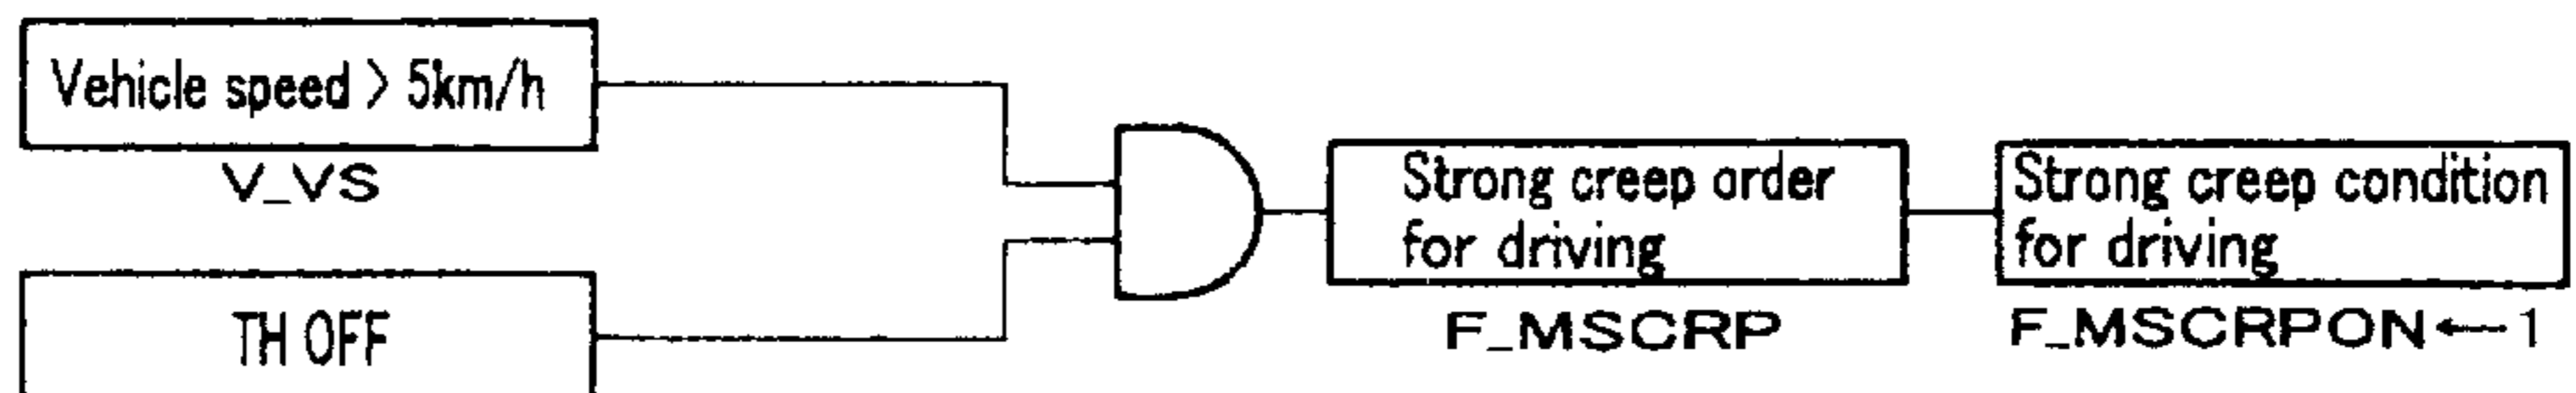 Vehicle speed > 5km/h
V_VS
TH OFF
Strong creep order
for driving
F_MSCRP
Strong creep condition
for driving
F_MSCRPON←1